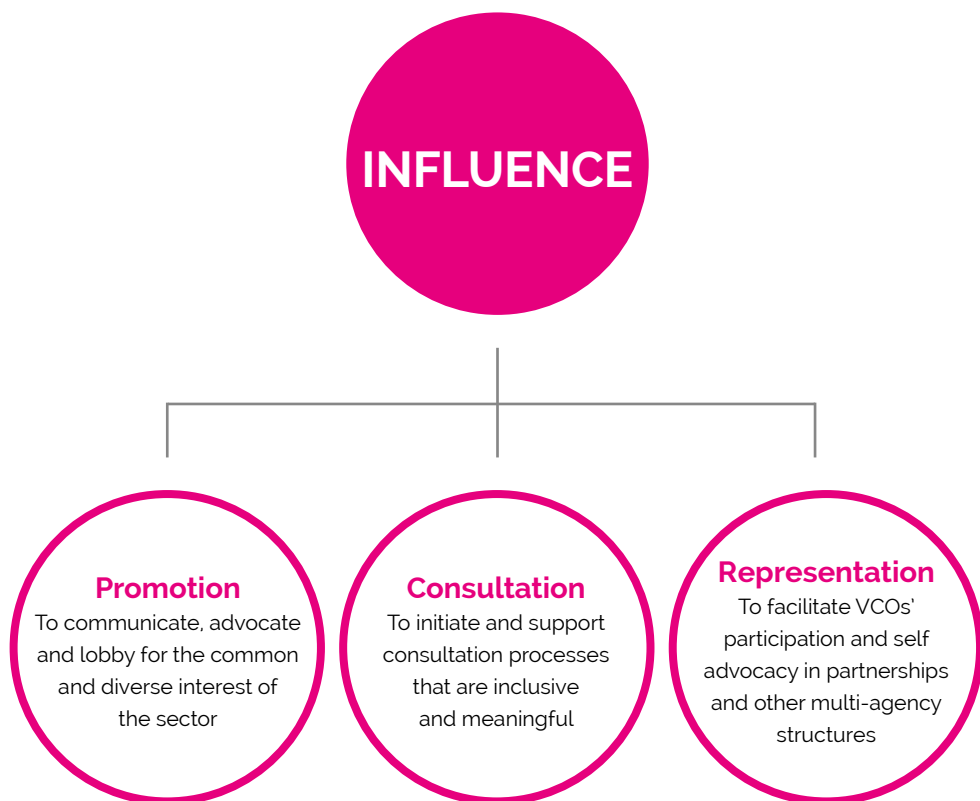 INFLUENCE
Promotion
To communicate, advocate
and lobby for the common
and diverse interest of
the sector
Consultation
To initiate and support
consultation processes
that are inclusive
and meaningful
Representation
To facilitate VCOs’
participation and self
advocacy in partnerships
and other multi-agency
structures